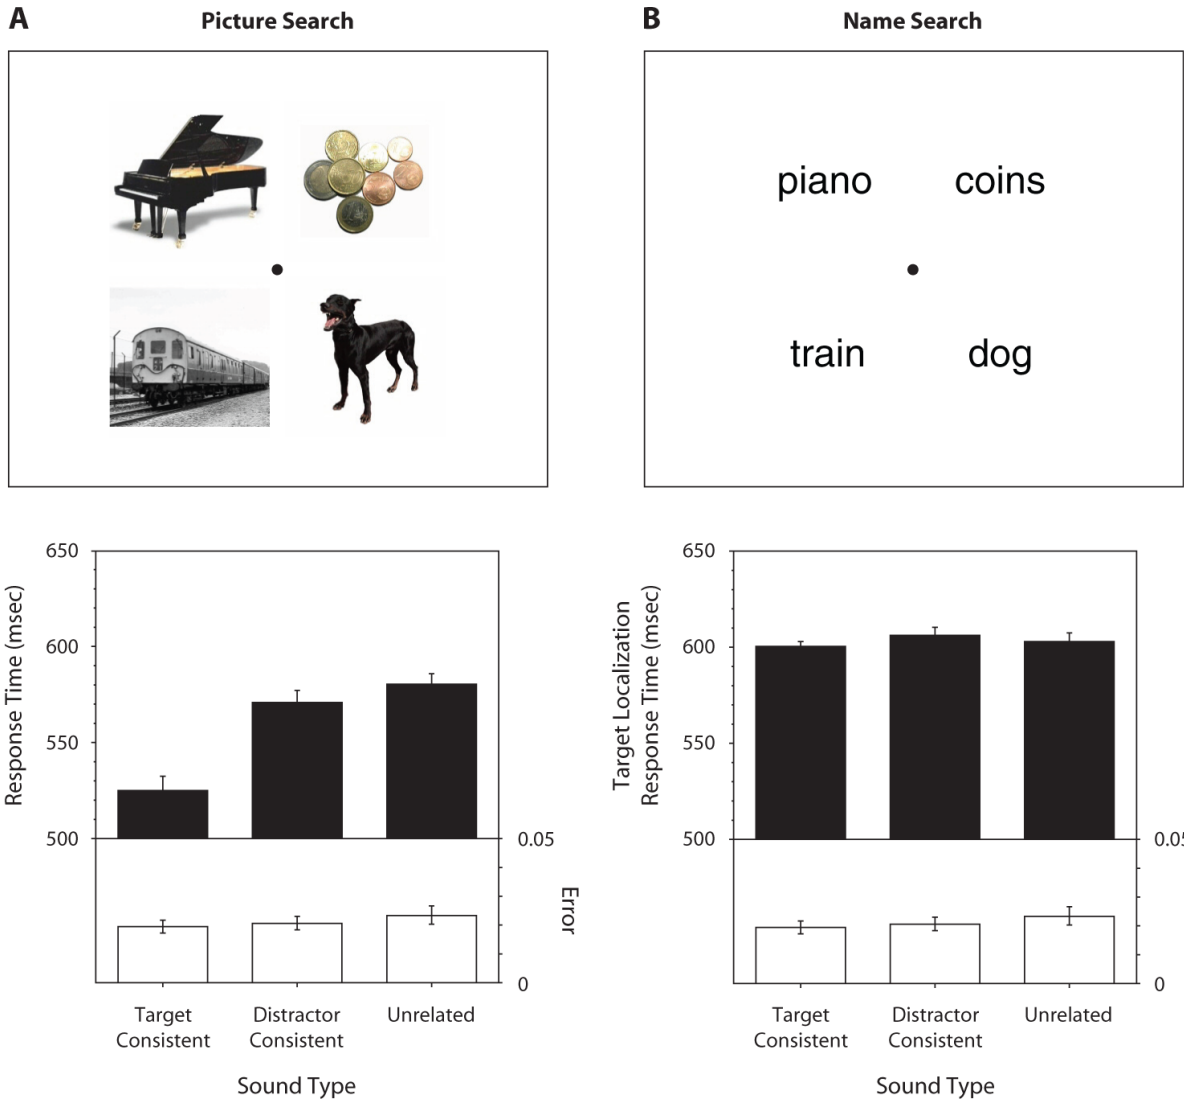 A
Picture Search
B
Name Search
piano
coins
train
dog
650
600
550
500
Response Time (msec)
0.05
0
Error
Target
Consistent
Distractor
Consistent
Unrelated
Sound Type
650
600
550
500
Target Localization
Response Time (msec)
0.05
0
Target
Consistent
Distractor
Consistent
Unrelated
Sound Type